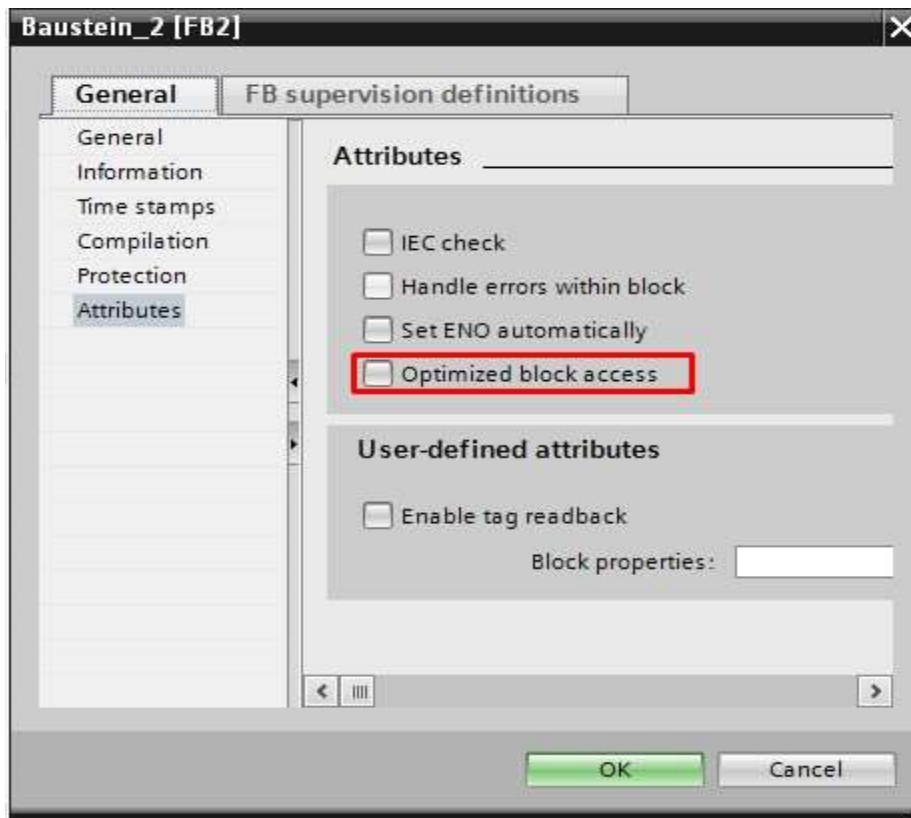 Baustein_2 [FB2]
General
FB supervision definitions
General
Information
Time stamps
Compilation
Protection
Attributes
Attributes
IEC check
Handle errors within block
Set ENO automatically
Optimized block access
User-defined attributes
Enable tag readback
Block properties:
OK
Cancel